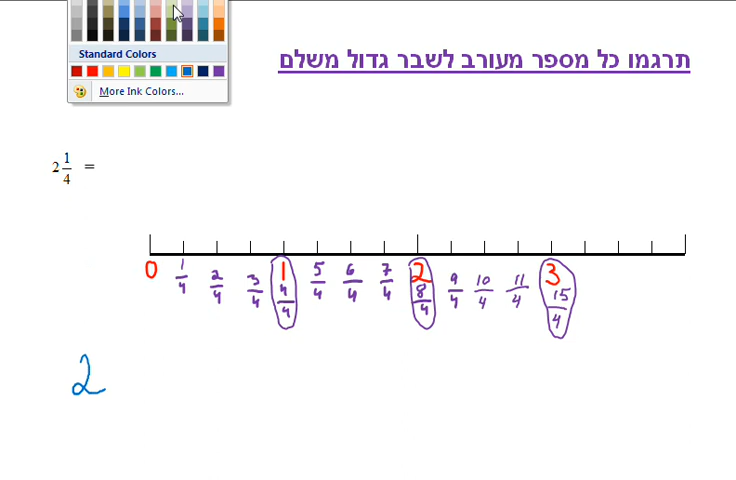 Standard Colors
More Ink Colors...
תרגמו כל מספר מעורב לשבר גדול משלם
2 1/4 =
0 1/4 2/4 3/4 1 4/4 5/4 6/4 7/4 2 8/4 9/4 10/4 11/4 3 15/4
2